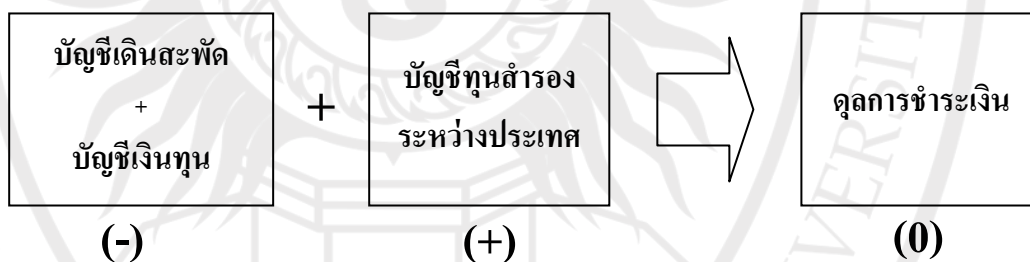 บัญชีเดินสะพัด
+
บัญชีเงินทุน
(-)
+
บัญชีทุนสำรอง
ระหว่างประเทศ
(+)
ดุลการชำระเงิน
(0)
VERSIT